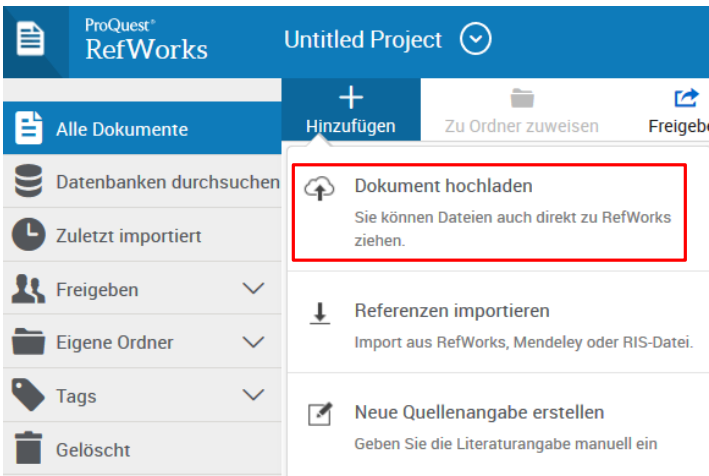 ProQuest®
RefWorks
Untitled Project
Alle Dokumente
Datenbanken durchsuchen
Zuletzt importiert
Freigeben
Eigene Ordner
Tags
Gelöscht
Hinzufügen
Zu Ordner zuweisen
Freigebe
Dokument hochladen
Sie können Dateien auch direkt zu RefWorks
ziehen.
Referenzen importieren
Import aus RefWorks, Mendeley oder RIS-Datei.
Neue Quellenangabe erstellen
Geben Sie die Literaturangabe manuell ein